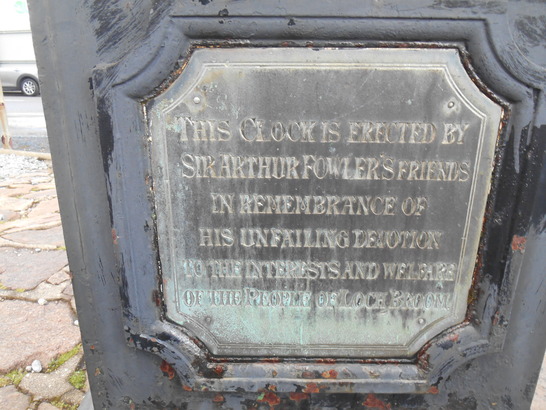 THIS CLOCK IS ERECTED BY
SIR ARTHUR FOWLER'S FRIENDS
IN REMEMBRANCE OF
HIS UNFAILING DEVOTION
TO THE INTERESTS AND WELFARE
OF THE PEOPLE OF LOCH BROOM.